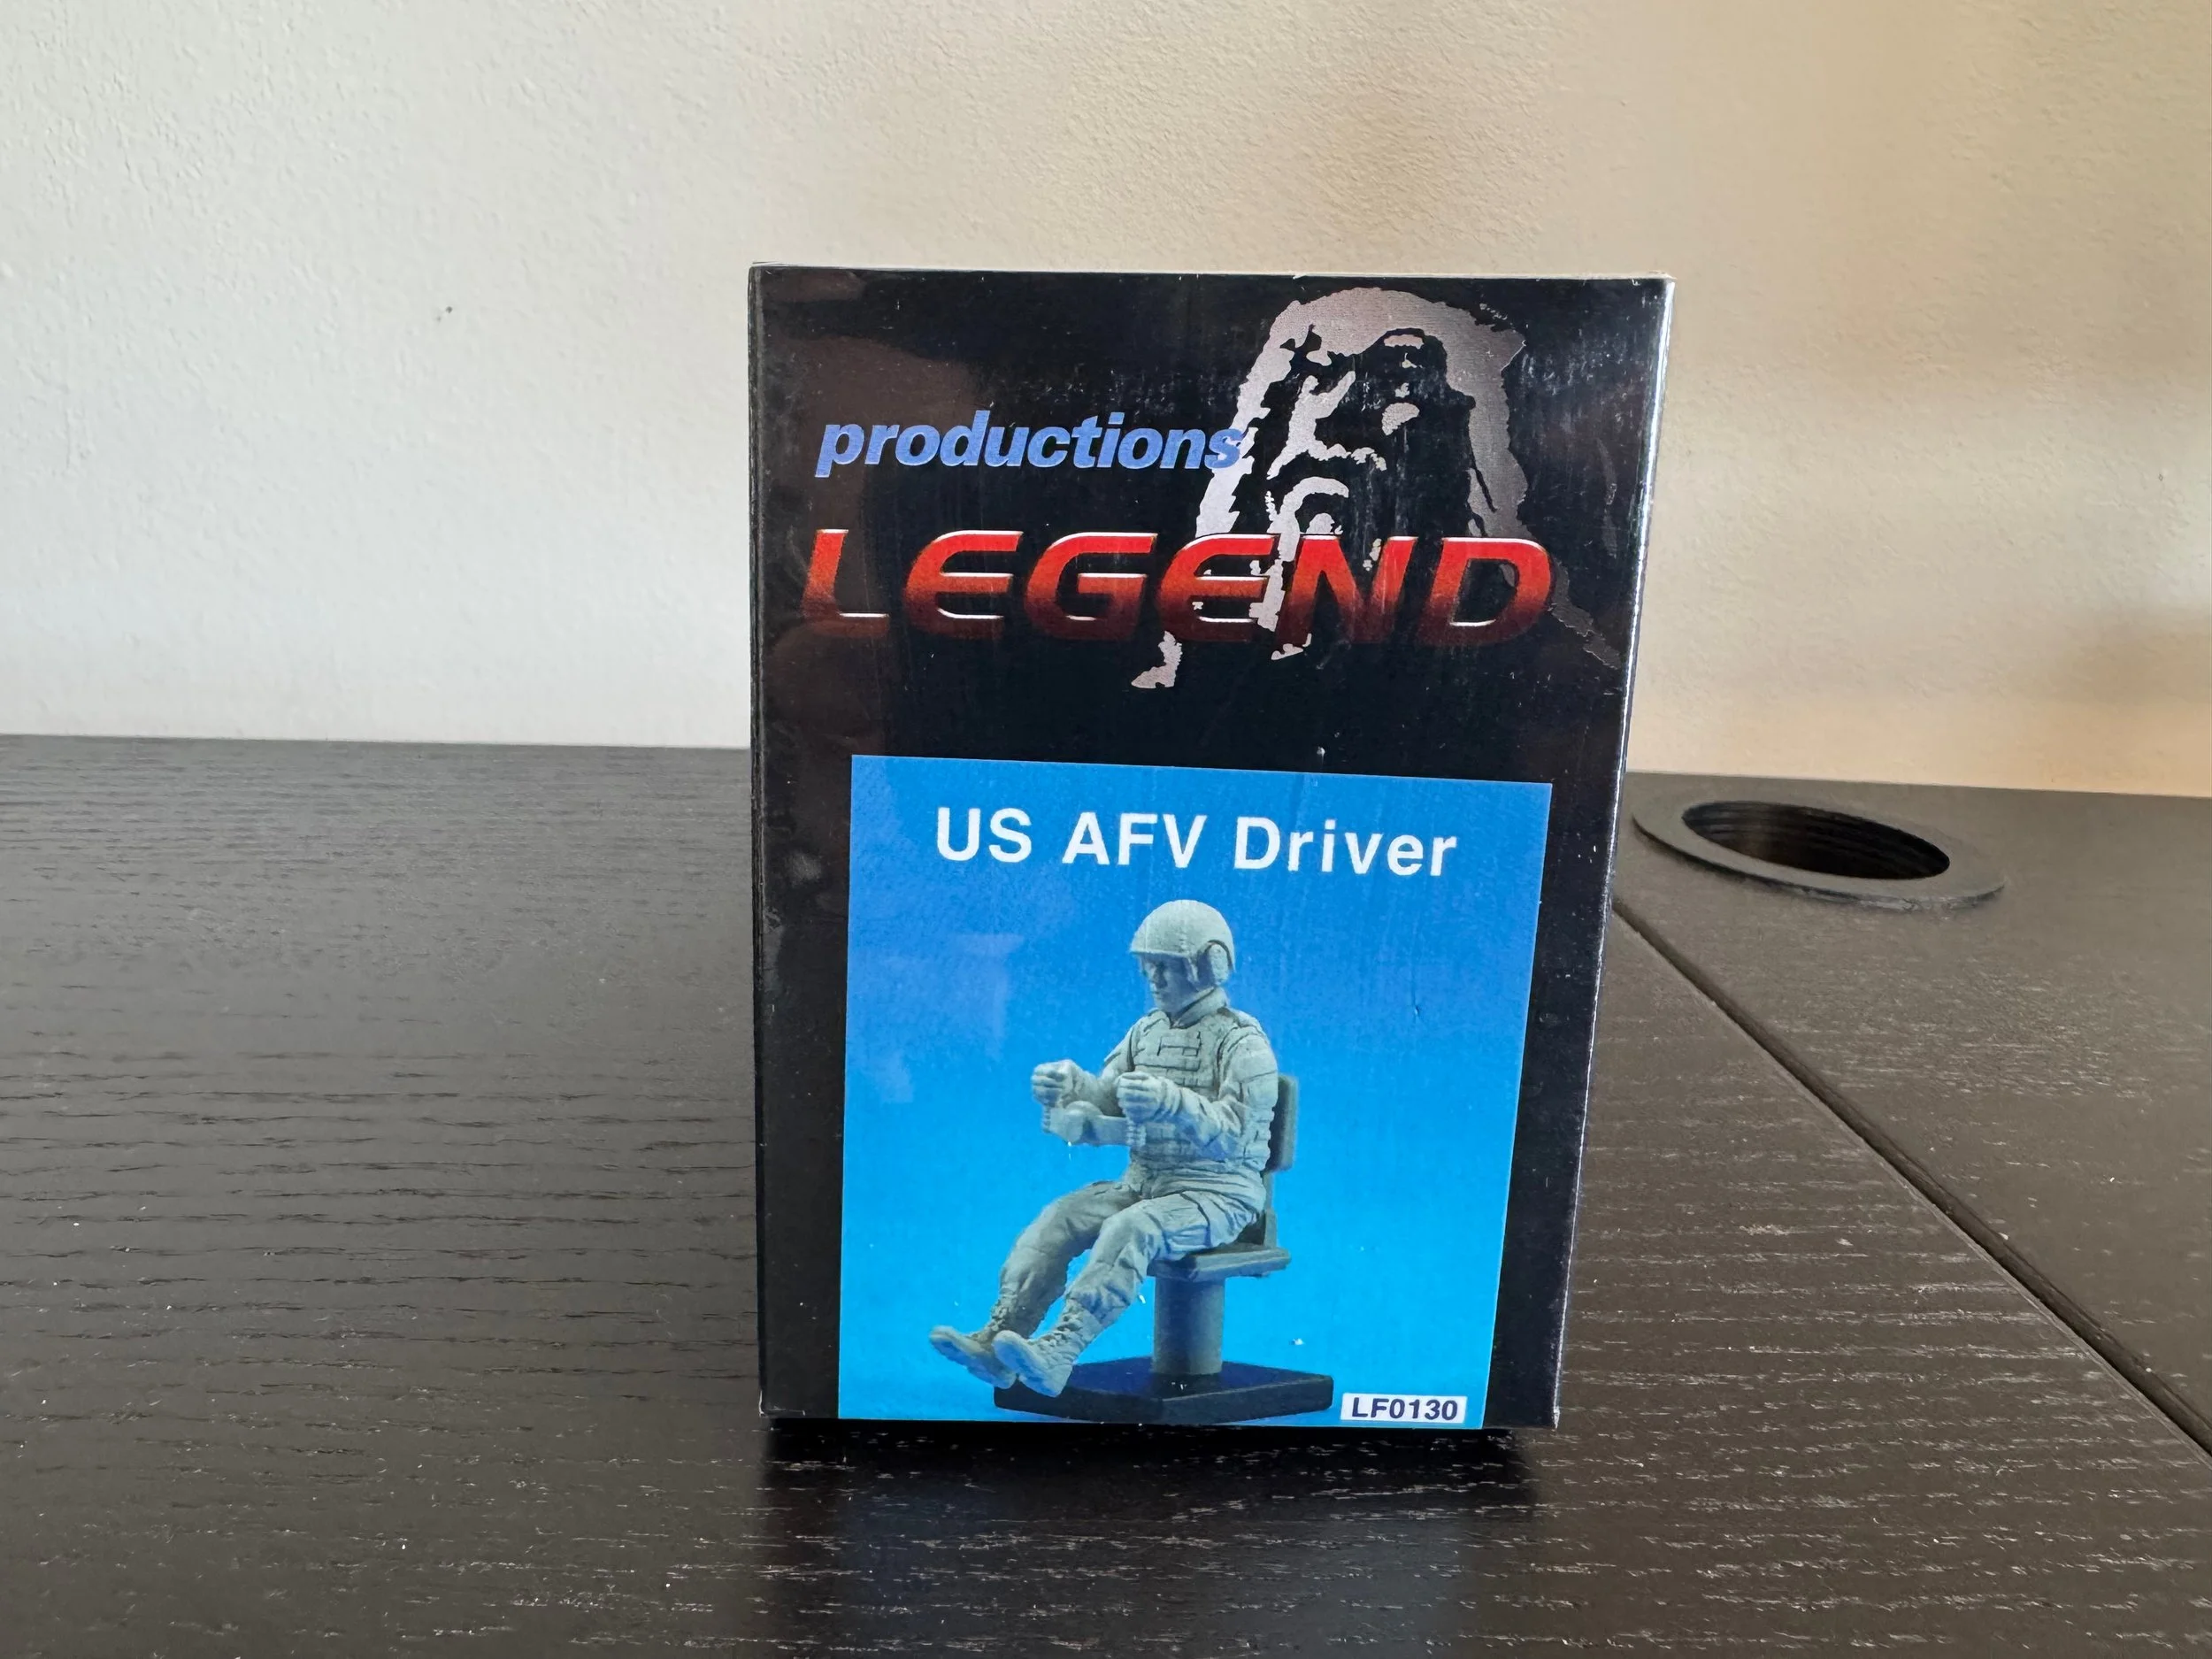 productions
LEGEND
US AFV Driver
LF0130